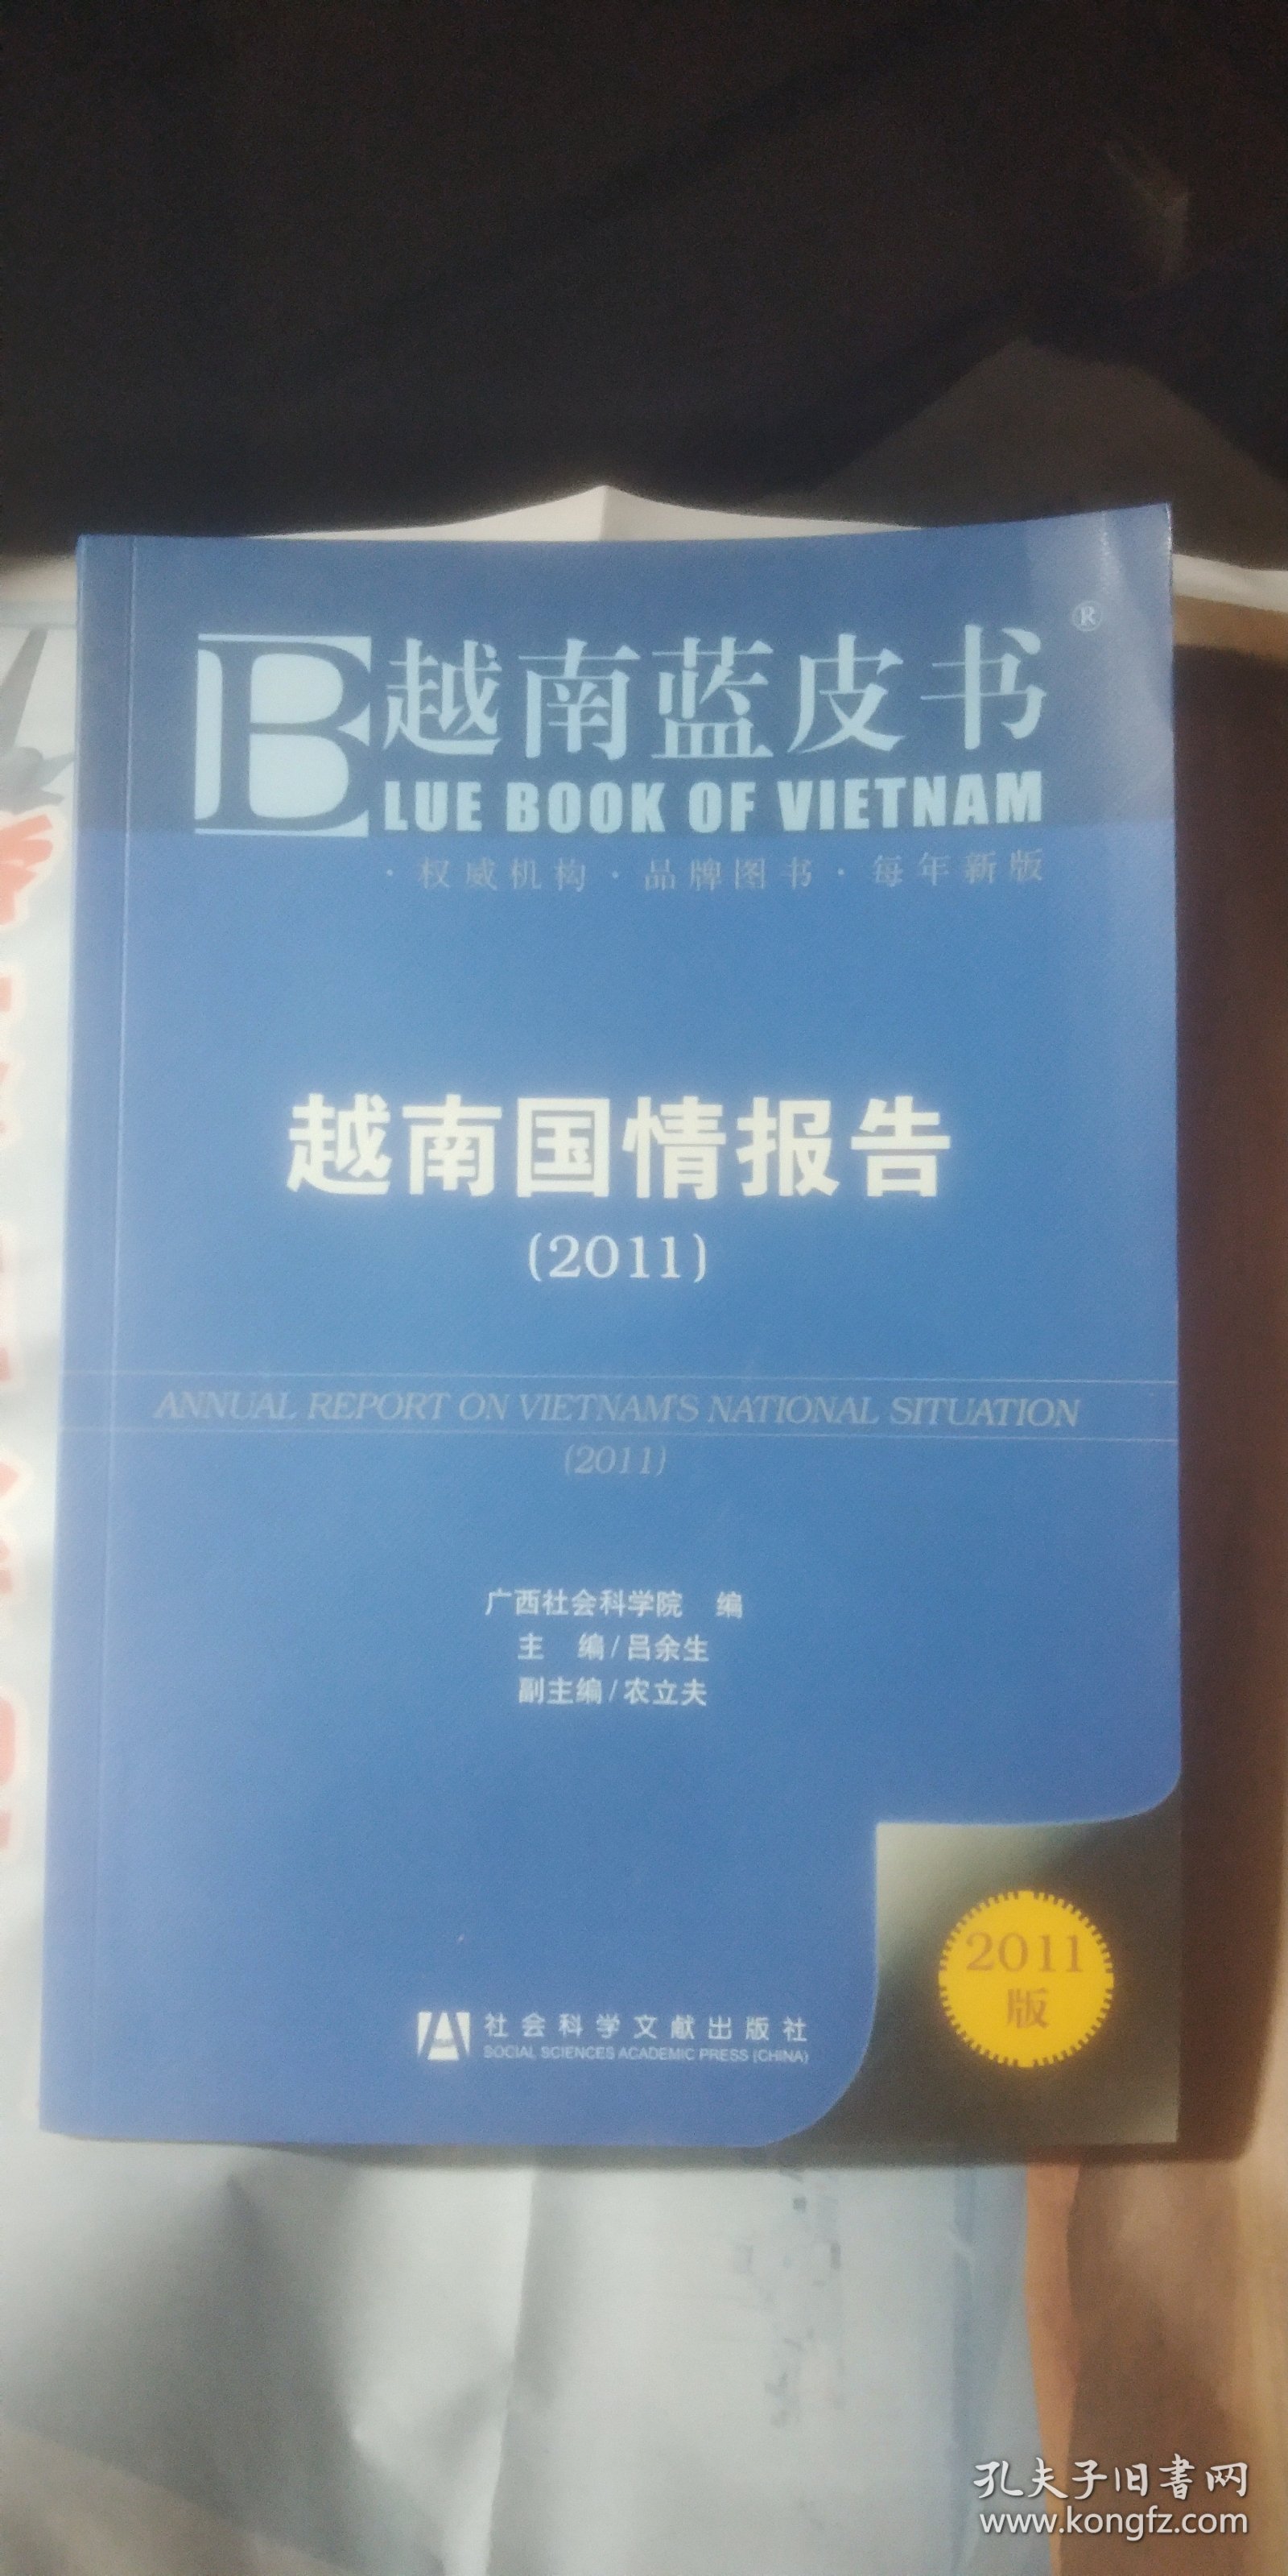 越南蓝皮书®
BLUE BOOK OF VIETNAM
·权威机构·品牌图书·每年新版
越南国情报告
(2011)
ANNUAL REPORT ON VIETNAM'S NATIONAL SITUATION
(2011)
广西社会科学院 编
主 编/吕余生
副主编/农立夫
2011
版
社会科学文献出版社
SOCIAL SCIENCES ACADEMIC PRESS (CHINA)
孔夫子旧書网
www.kongfz.com